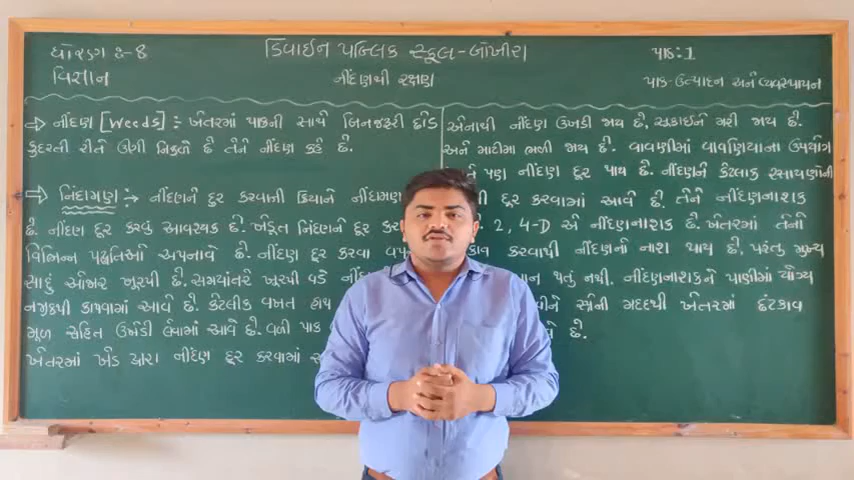 ધોરણ :- 8
ડિવાઈન પબ્લિક સ્કૂલ - બોખીરા
પાઠ : 1
વિજ્ઞાન
નીંદણથી રક્ષણ
પાક-ઉત્પાદન અને વ્યવસ્થાપન
⇒ નીંદણ [Weeds] :- ખેતરમાં પાકની સાથે બિનજરૂરી છોડ
કુદરતી રીતે ઊગી નિકળે છે તેને નીંદણ કહે છે.
⇒ નિંદામણ :→ નીંદણને દુર કરવાની ક્રિયાને નીંદામણ
છે. નીંદણ દૂર કરવું આવશ્યક છે. ખેડૂત નિંદણને દૂર
વિભિન્ન પદ્ધતિઓ અપનાવે છે. નીંદણ દૂર કરવા
સાદું ઓજાર ખૂરપી છે. સમયાંતરે ખૂરપી વડે
નજીકથી કાપવામાં આવે છે. કેટલીક વખત હાથ
મૂળ સહિત ઉખેડી લેવામાં આવે છે. વળી પાક
ખેતરમાં ખેડ દ્વારા નીંદણ દૂર કરવામાં
એનાથી નીંદણ ઉખડી જાય છે, સૂકાઈને મરી જાય છે.
અને માટીમાં ભળી જાય છે. વાવણીમાં વાવણિયાના ઉપયોગ
પણ નીંદણ દૂર થાય છે. નીંદણને કેટલાક રસાયણોની
દૂર કરવામાં આવે છે. તેને નીંદણનાશક
2, 4-D એ નીંદણનાશક છે. ખેતરમાં તેનો
કરવાથી નીંદણનો નાશ થાય છે, પરંતુ મુખ્ય
થતું નથી. નીંદણનાશકને પાણીમાં યોગ્ય
સ્પ્રેની મદદથી ખેતરમાં છંટકાવ
છે.